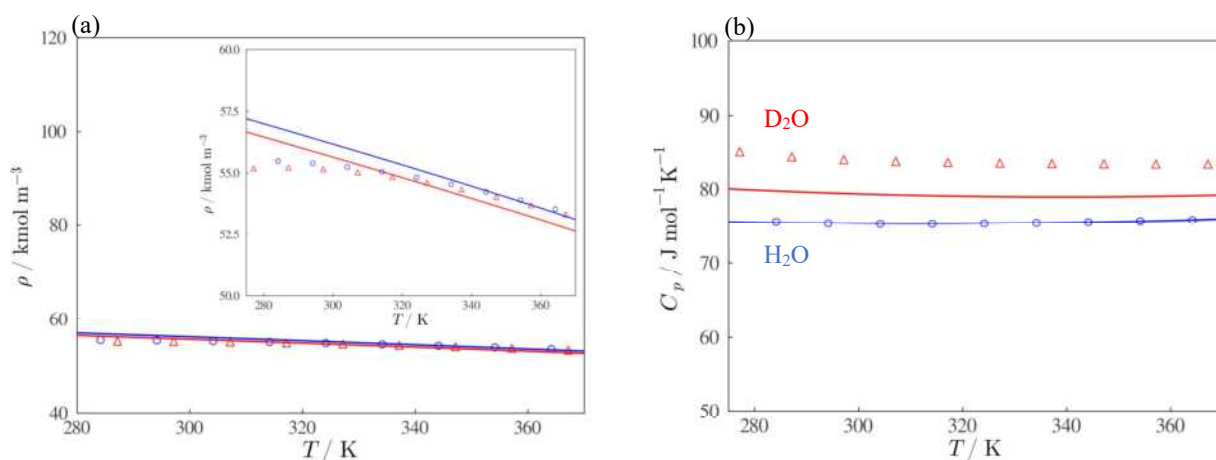 (a)
120
100
80
60
40
ρ / kmol m⁻³
280 300 320 340 360
T / K
60.0
57.5
55.0
52.5
50.0
ρ / kmol m⁻³
280 300 320 340 360
T / K
(b)
100
90
80
70
60
50
C_p / J mol⁻¹ K⁻¹
D₂O
H₂O
280 300 320 340 360
T / K